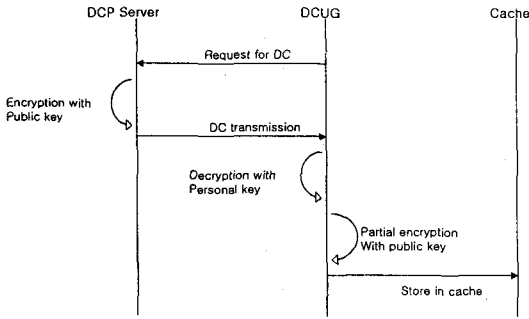 DCP Server
DCUG
Cache
Request for DC
Encryption with
Public key
DC transmission
Decryption with
Personal key
Partial encryption
With public key
Store in cache